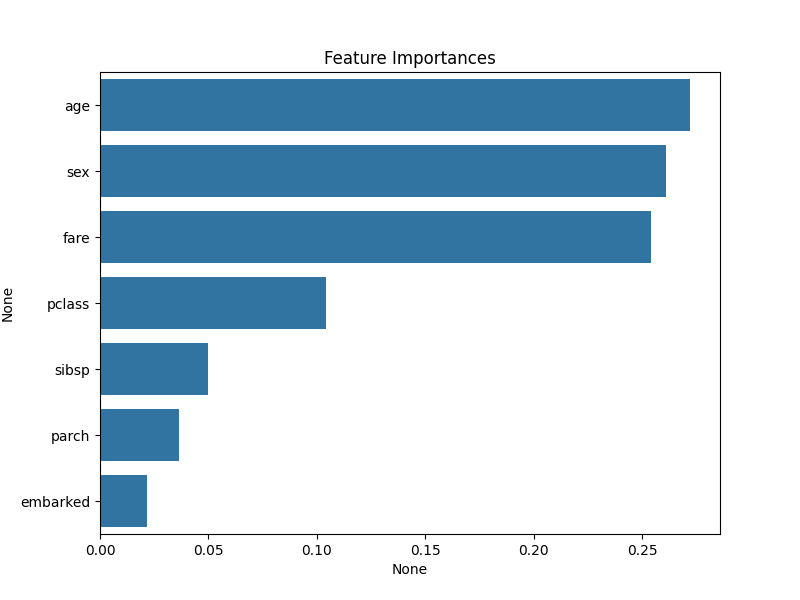 Feature Importances
None
age
sex
fare
pclass
sibsp
parch
embarked
0.00 0.05 0.10 0.15 0.20 0.25
None